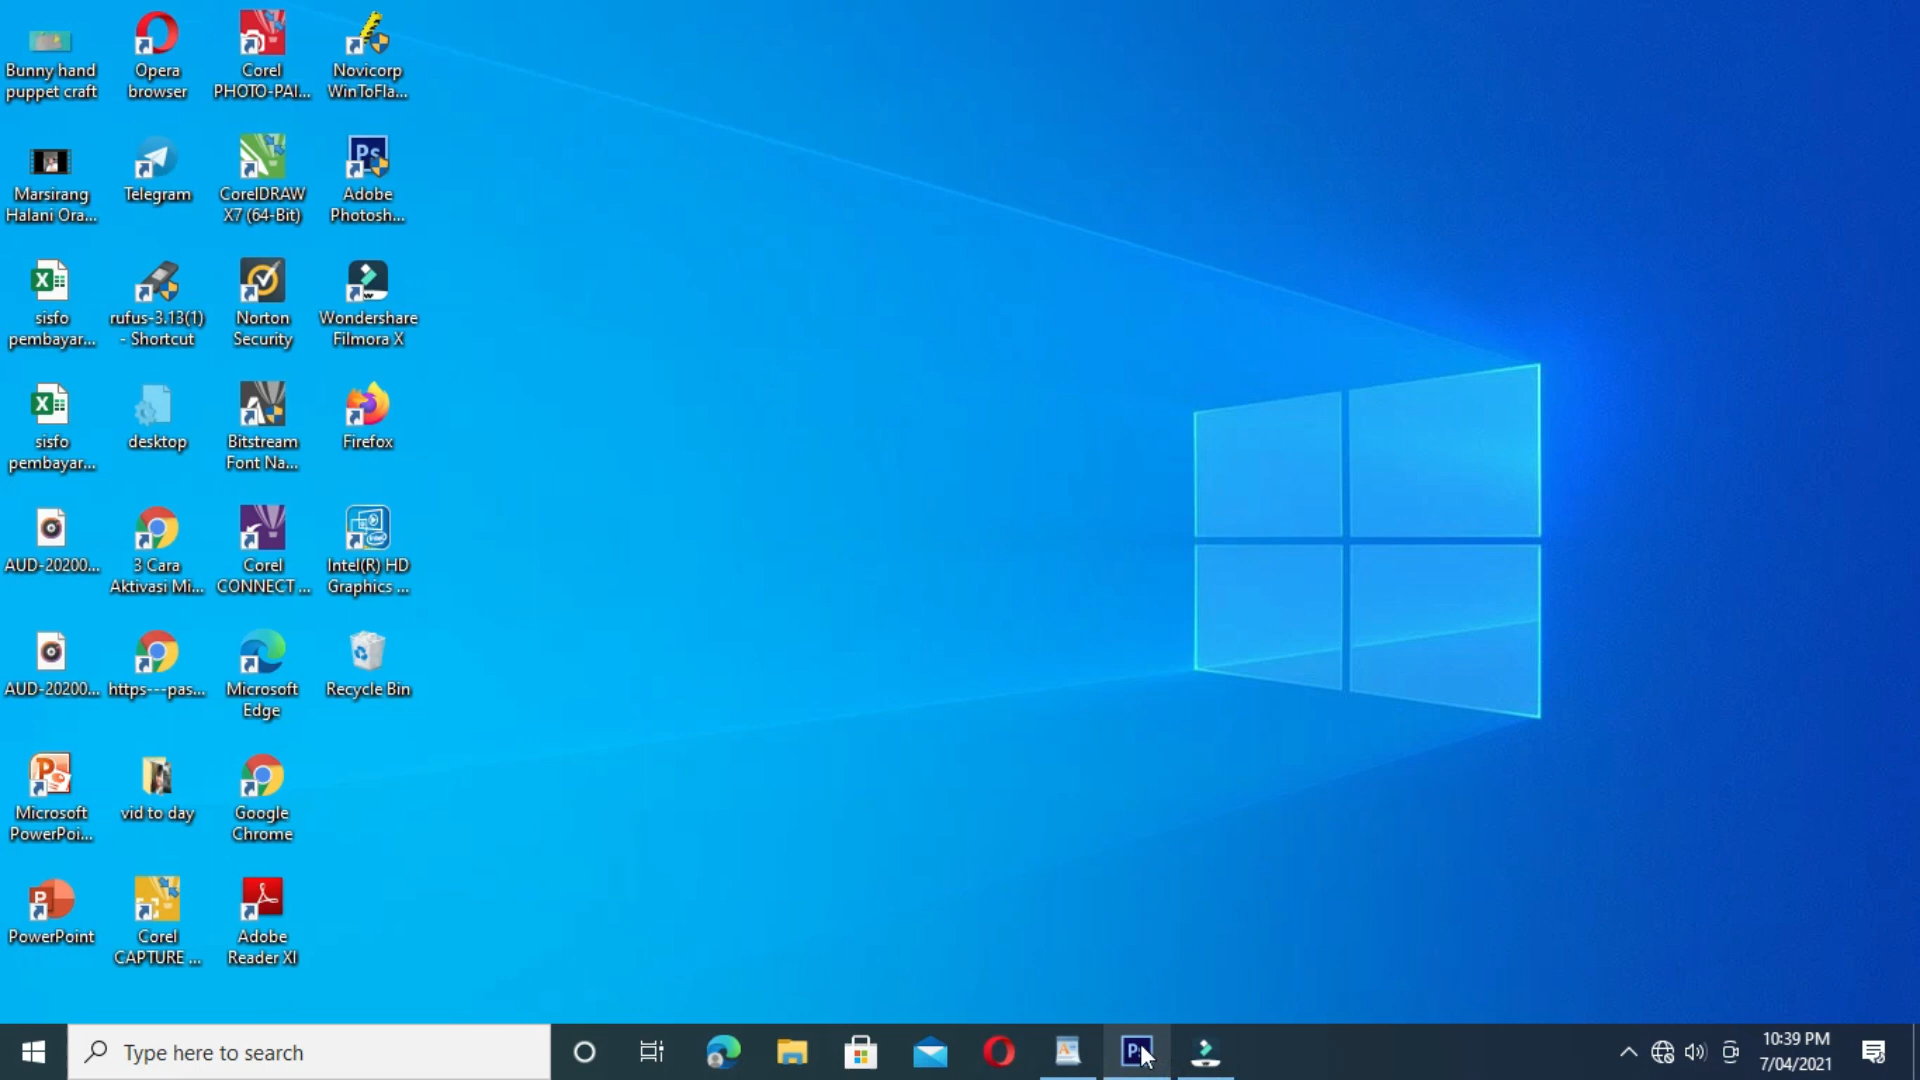 Bunny hand
puppet craft
Opera
browser
Corel
PHOTO-PAI...
Novicorp
WinToFla...
Marsirang
Halani Ora...
Telegram
CorelDRAW
X7 (64-Bit)
Ps
Adobe
Photosh...
sisfo
pembayar...
rufus-3.13(1)
- Shortcut
Norton
Security
Wondershare
Filmora X
sisfo
pembayar...
desktop
Bitstream
Font Na...
Firefox
AUD-20200...
3 Cara
Aktivasi Mi...
Corel
CONNECT ...
Intel(R) HD
Graphics ...
AUD-20200...
https---pas...
Microsoft
Edge
Recycle Bin
Microsoft
PowerPoi...
vid to day
Google
Chrome
PowerPoint
Corel
CAPTURE ...
Adobe
Reader XI
Type here to search
10:39 PM
7/04/2021